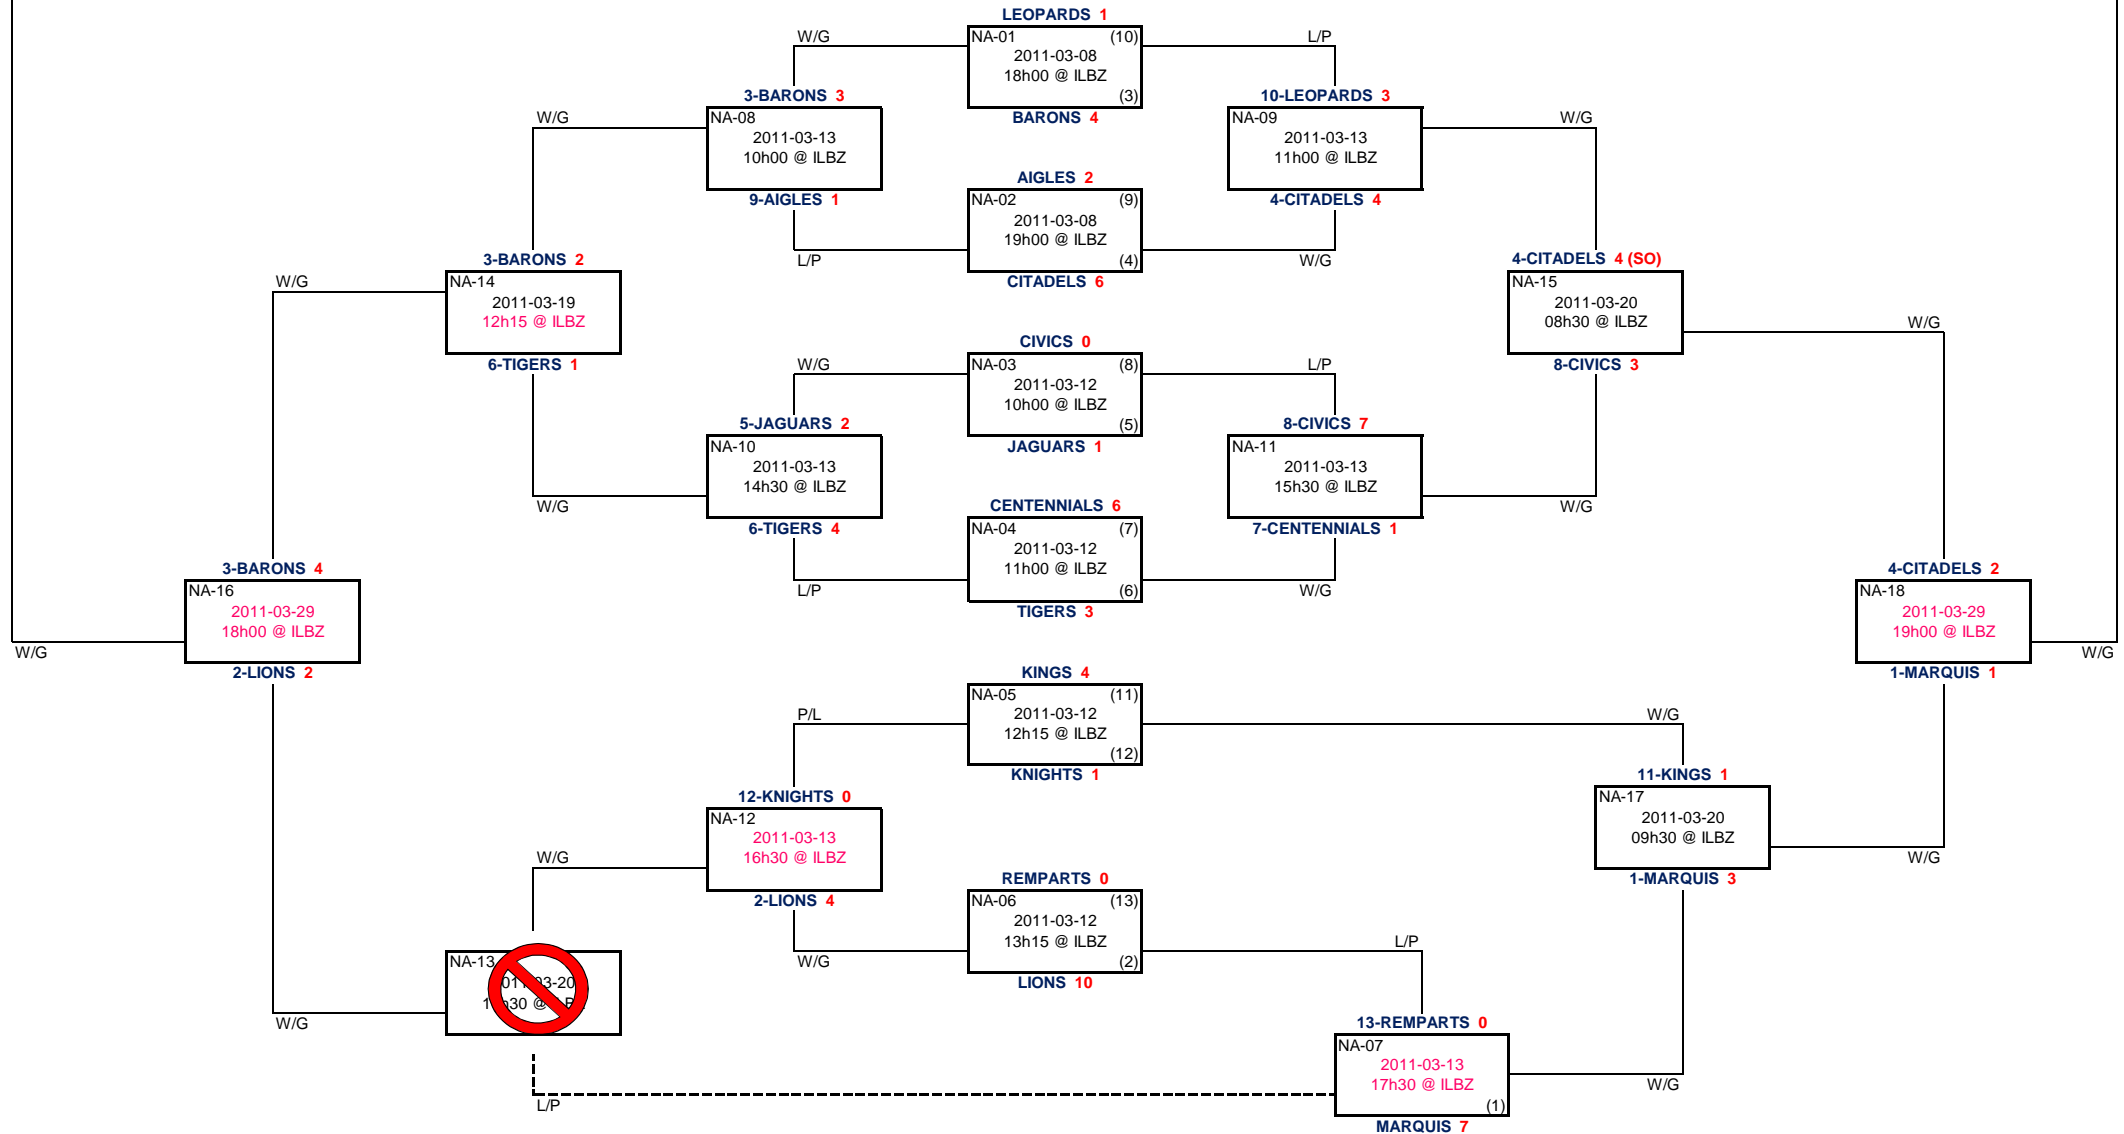 LEOPARDS 1
W/G
NA-01 (10)
L/P
2011-03-08
18h00 @ ILBZ
(3)
BARONS 4
3-BARONS 3
10-LEOPARDS 3
W/G
NA-08
2011-03-13
10h00 @ ILBZ
NA-09
2011-03-13
11h00 @ ILBZ
W/G
9-AIGLES 1
4-CITADELS 4
AIGLES 2
NA-02 (9)
2011-03-08
19h00 @ ILBZ
(4)
L/P
W/G
CITADELS 6
3-BARONS 2
4-CITADELS 4 (SO)
W/G
NA-14
2011-03-19
12h15 @ ILBZ
NA-15
2011-03-20
08h30 @ ILBZ
W/G
6-TIGERS 1
8-CIVICS 3
CIVICS 0
W/G
NA-03 (8)
L/P
2011-03-12
10h00 @ ILBZ
(5)
JAGUARS 1
5-JAGUARS 2
8-CIVICS 7
NA-10
2011-03-13
14h30 @ ILBZ
NA-11
2011-03-13
15h30 @ ILBZ
W/G
W/G
6-TIGERS 4
7-CENTENNIALS 1
CENTENNIALS 6
NA-04 (7)
2011-03-12
11h00 @ ILBZ
(6)
L/P
W/G
TIGERS 3
3-BARONS 4
4-CITADELS 2
NA-16
2011-03-29
18h00 @ ILBZ
NA-18
2011-03-29
19h00 @ ILBZ
W/G
W/G
2-LIONS 2
1-MARQUIS 1
KINGS 4
P/L
NA-05 (11)
W/G
2011-03-12
12h15 @ ILBZ
(12)
KNIGHTS 1
12-KNIGHTS 0
11-KINGS 1
NA-12
2011-03-13
16h30 @ ILBZ
NA-17
2011-03-20
09h30 @ ILBZ
W/G
W/G
2-LIONS 4
1-MARQUIS 3
REMPARTS 0
NA-06 (13)
2011-03-12
13h15 @ ILBZ
(2)
W/G
L/P
LIONS 10
NA-13
W/G
13-REMPARTS 0
NA-07
2011-03-13
17h30 @ ILBZ
(1)
W/G
L/P
MARQUIS 7